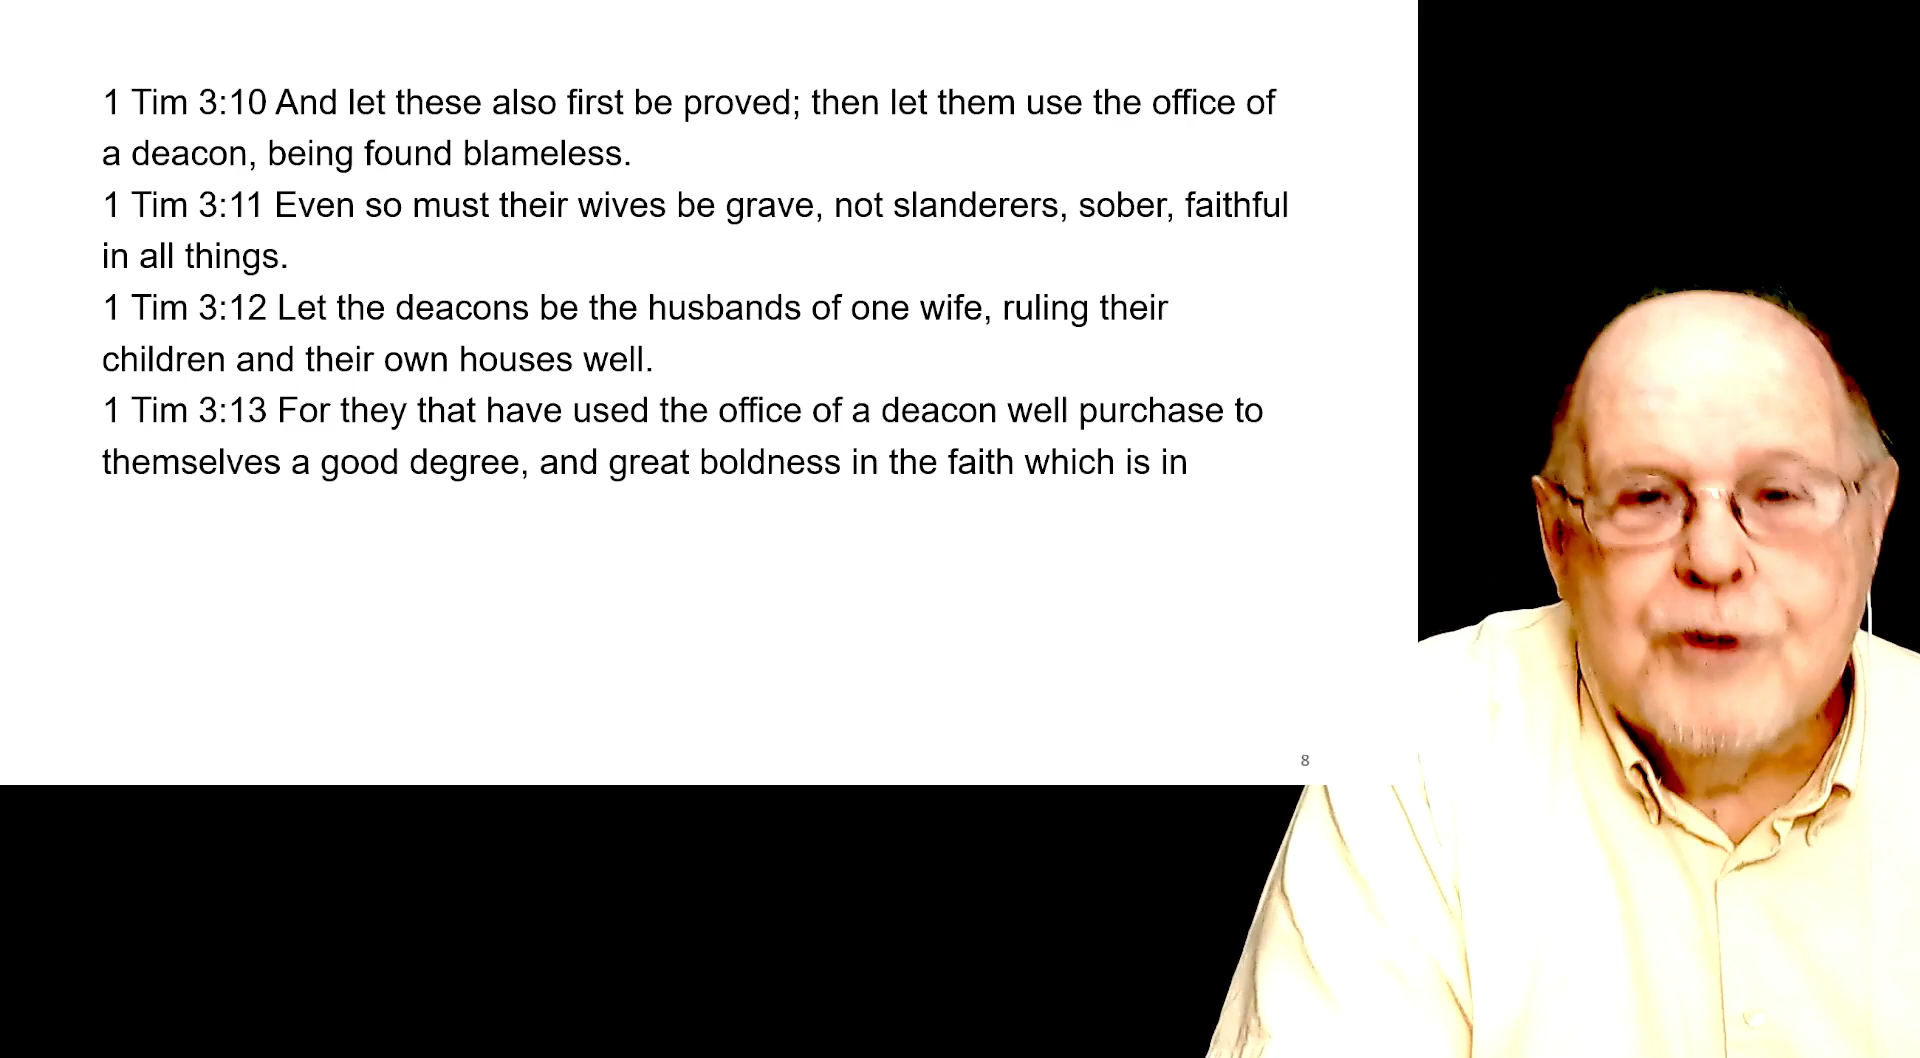 1 Tim 3:10 And let these also first be proved; then let them use the office of
a deacon, being found blameless.
1 Tim 3:11 Even so must their wives be grave, not slanderers, sober, faithful
in all things.
1 Tim 3:12 Let the deacons be the husbands of one wife, ruling their
children and their own houses well.
1 Tim 3:13 For they that have used the office of a deacon well purchase to
themselves a good degree, and great boldness in the faith which is in
8